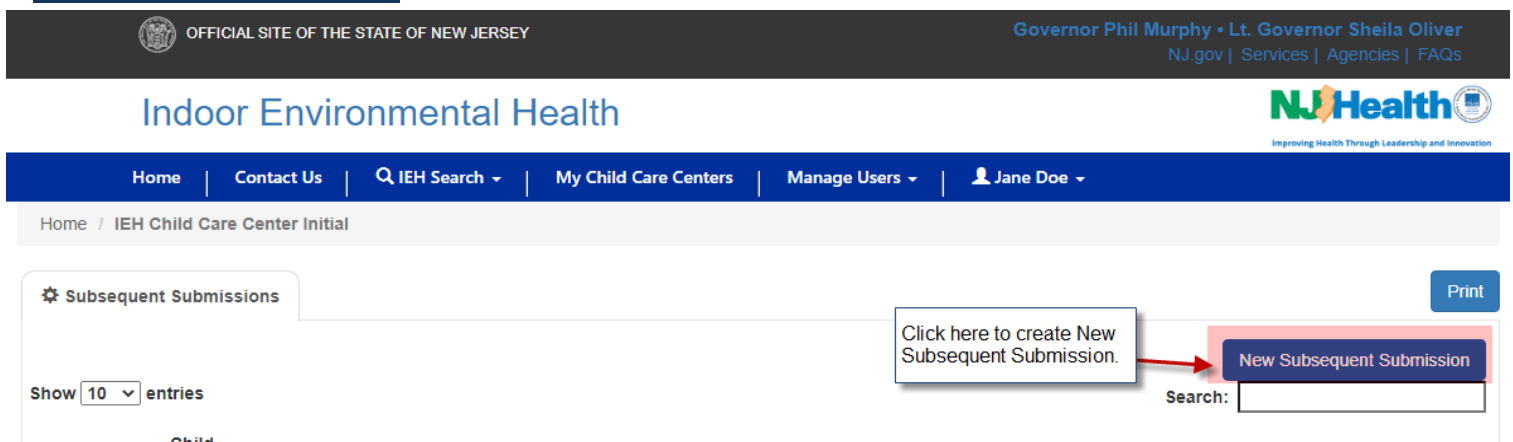 OFFICIAL SITE OF THE STATE OF NEW JERSEY
Governor Phil Murphy • Lt. Governor Sheila Oliver
NJ.gov | Services | Agencies | FAQs
Indoor Environmental Health
NJHealth
Improving Health Through Leadership and Innovation
Home | Contact Us | IEH Search | My Child Care Centers | Manage Users | Jane Doe
Home / IEH Child Care Center Initial
Subsequent Submissions
Print
Click here to create New
Subsequent Submission.
New Subsequent Submission
Show 10 entries
Search:
Child